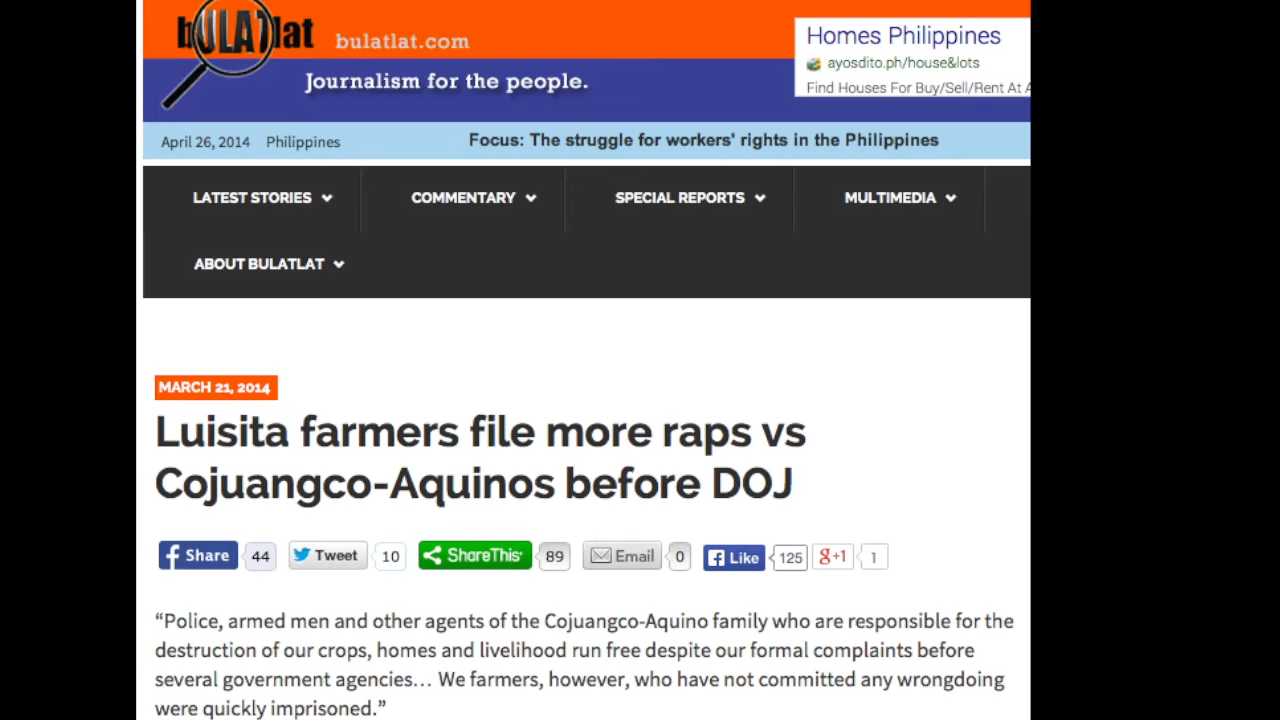 bULATlat bulatlat.com
Journalism for the people.
Homes Philippines
ayosdito.ph/house&lots
Find Houses For Buy/Sell/Rent At A
April 26, 2014 Philippines
Focus: The struggle for workers' rights in the Philippines
LATEST STORIES COMMENTARY SPECIAL REPORTS MULTIMEDIA
ABOUT BULATLAT
MARCH 21, 2014
Luisita farmers file more raps vs
Cojuangco-Aquinos before DOJ
Share 44 Tweet 10 ShareThis 89 Email 0 Like 125 g+1 1
“Police, armed men and other agents of the Cojuangco-Aquino family who are responsible for the
destruction of our crops, homes and livelihood run free despite our formal complaints before
several government agencies… We farmers, however, who have not committed any wrongdoing
were quickly imprisoned.”